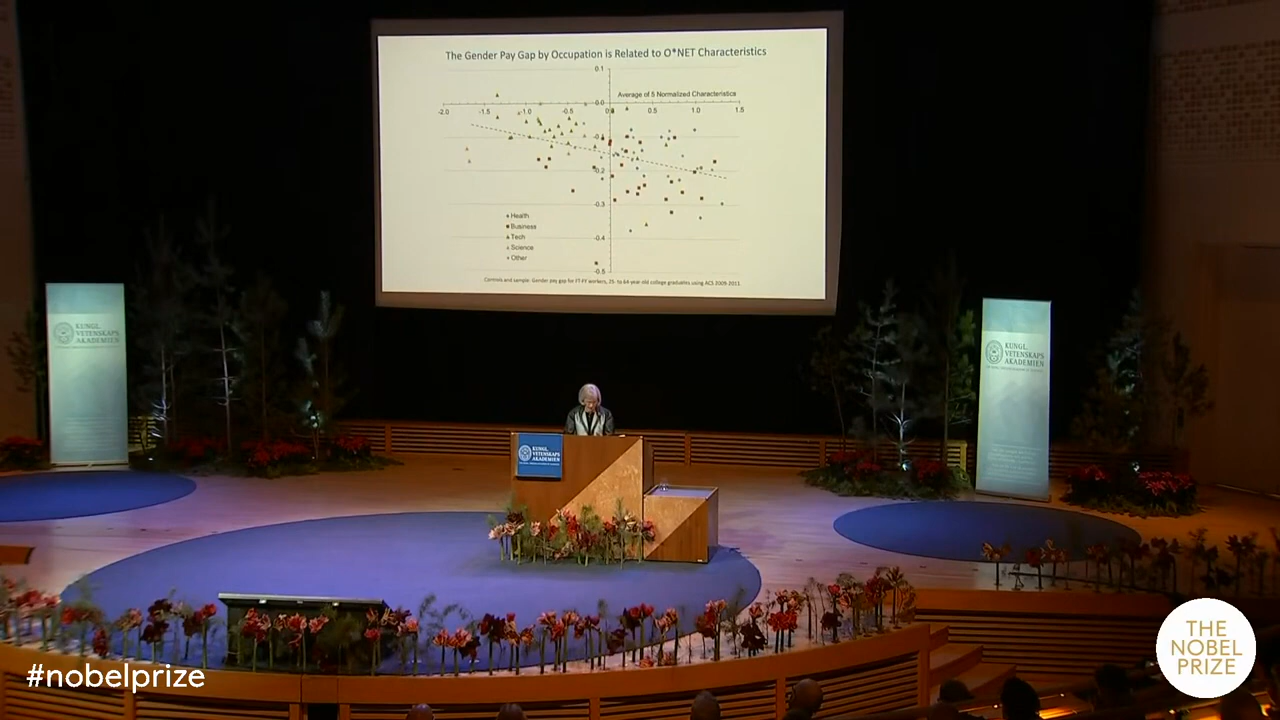 The Gender Pay Gap by Occupation is Related to O*NET Characteristics
0.1
Average of 5 Normalized Characteristics
-2.0 -1.5 -1.0 -0.5 0.0 0.5 1.0 1.5
-0.2
-0.3
-0.4
-0.5
Health
Business
Tech
Science
Other
Controls and sample: Gender pay gap for FT-FY workers, 25- to 64-year-old college graduates using ACS 2009-2011.
KUNGL.
VETENSKAPS
AKADEMIEN
KUNGL.
VETENSKAPS
AKADEMIEN
KUNGL.
VETENSKAPS
AKADEMIEN
#nobelprize
THE
NOBEL
PRIZE